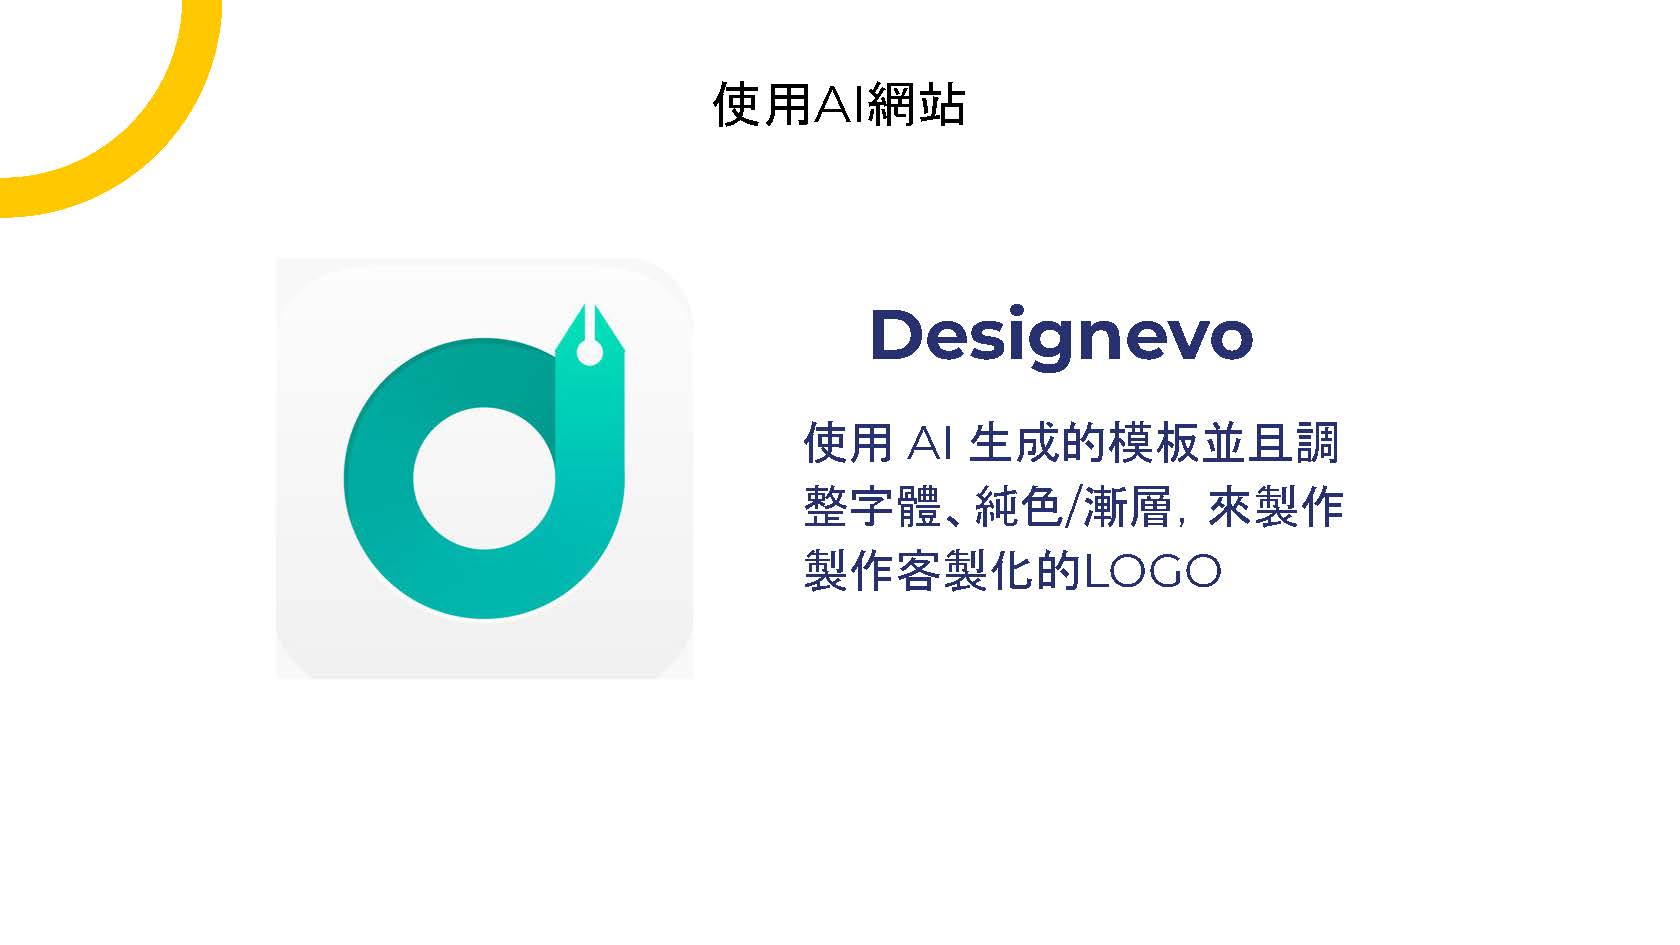 使用AI網站
Designevo
使用 AI 生成的模板並且調
整字體、純色/漸層，來製作
製作客製化的LOGO